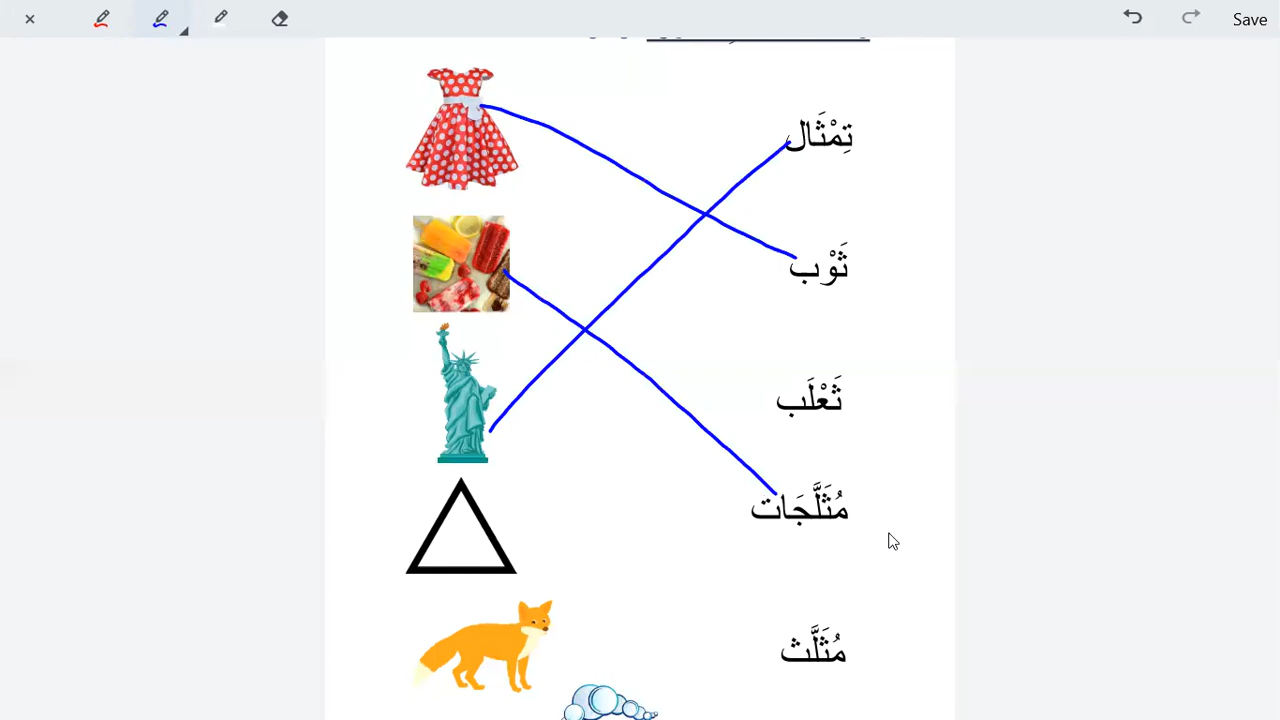 Save
تِمْثَال
ثَوْب
ثَعْلَب
مُثَلَّجَات
مُثَلَّث